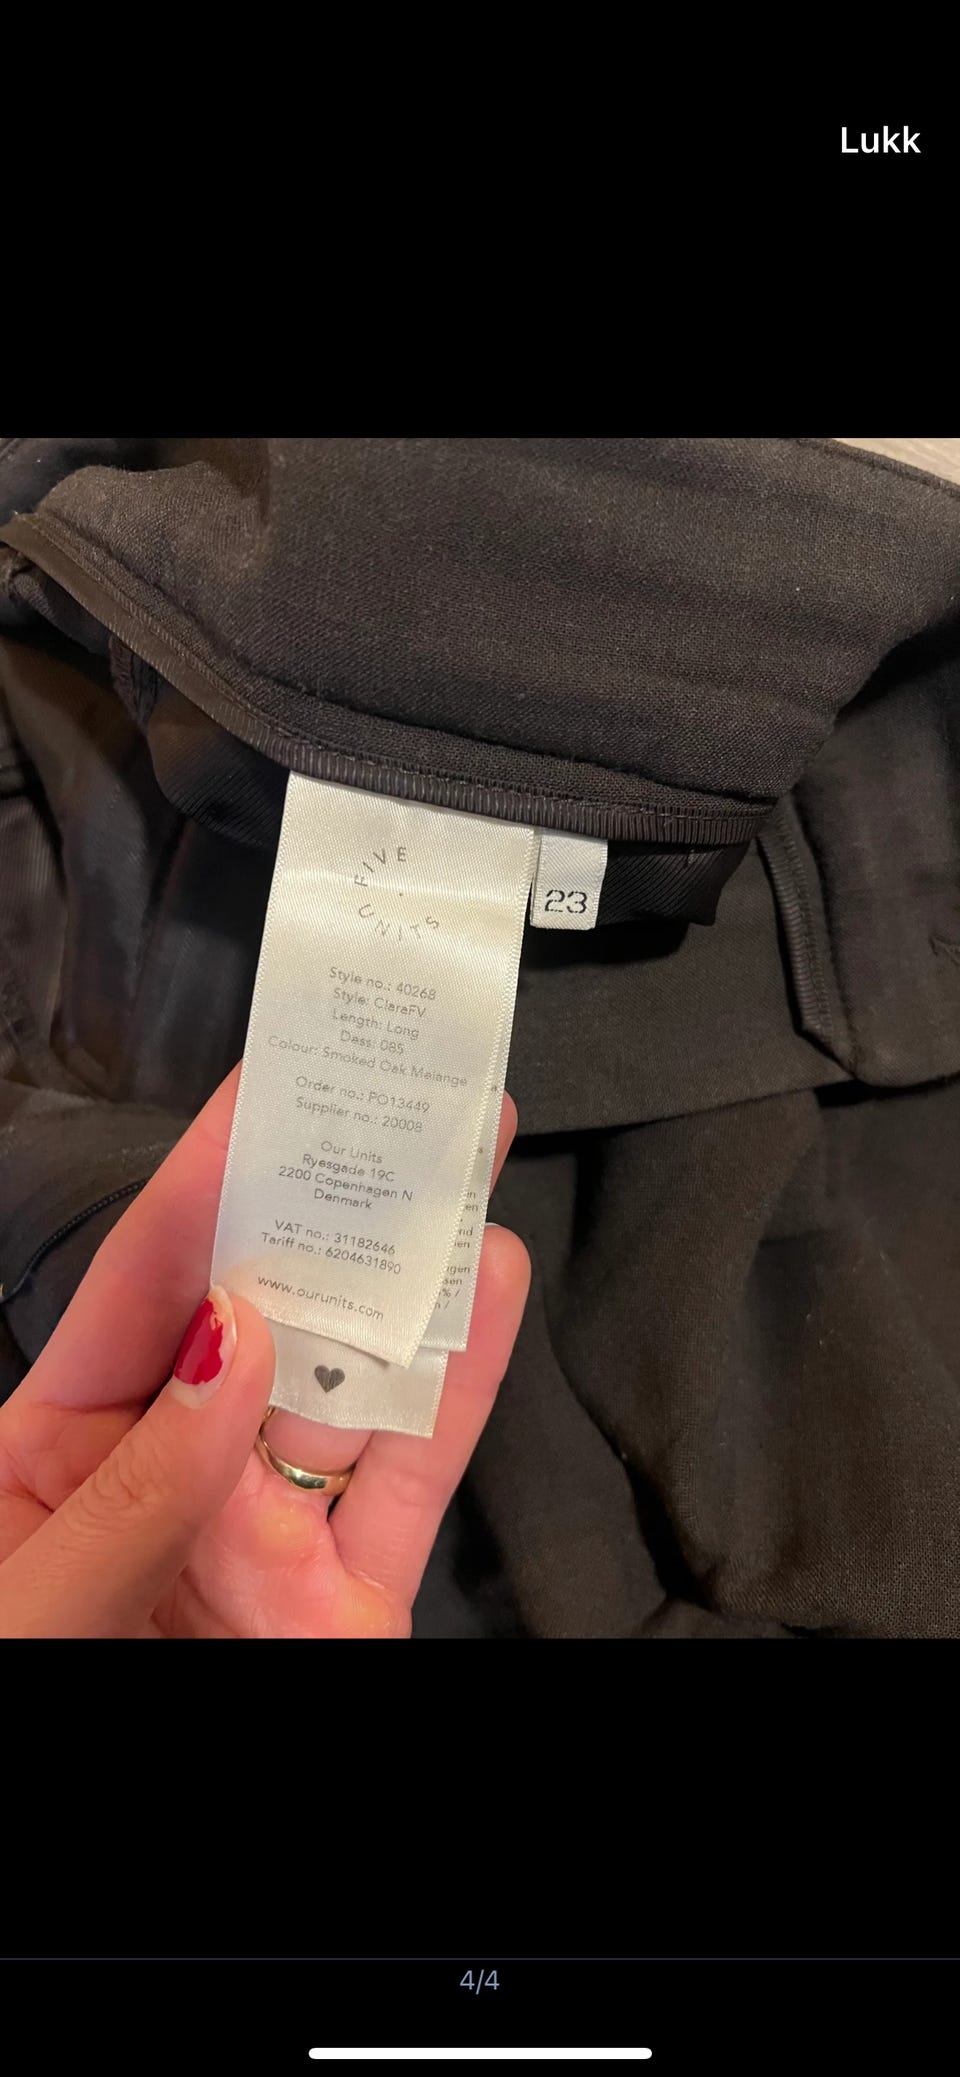 Lukk
FIVE
UNITS
23
Style no.: 40268
Style: ClaraFV
Length: Long
Dess: 085
Colour: Smoked Oak Melange
Order no.: PO13449
Supplier no.: 20008
Our Units
Ryesgade 19C
2200 Copenhagen N
Denmark
VAT no.: 31182646
Tariff no.: 6204631890
www.ourunits.com
4/4